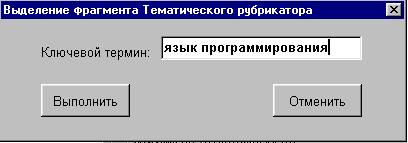 Выделение фрагмента Тематического рубрикатора
Ключевой термин: язык программирования
Выполнить Отменить